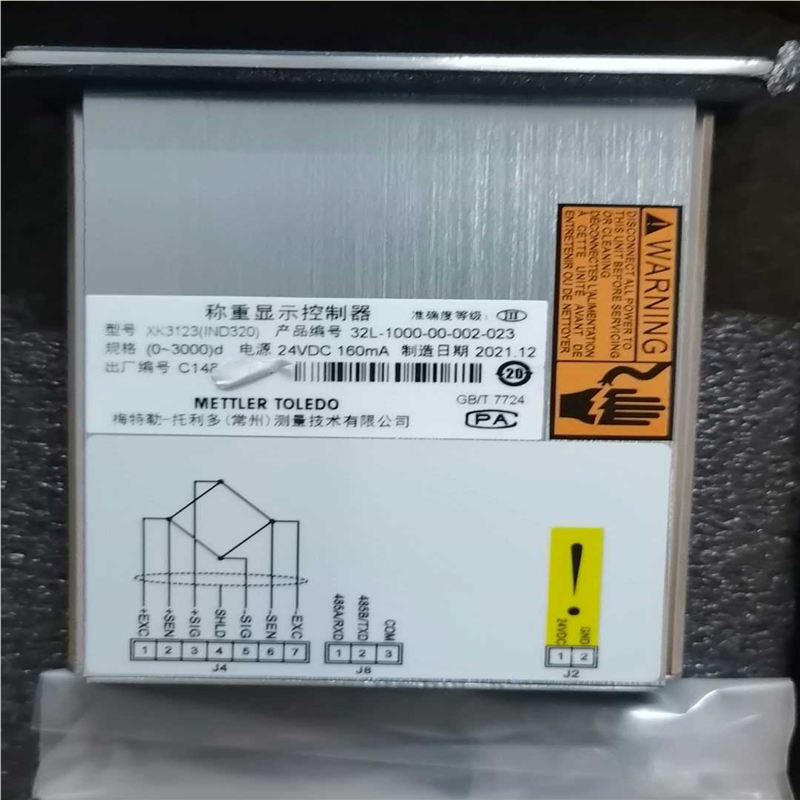 称重显示控制器 准确度等级: III
型号 XK3123(IND320) 产品编号 32L-1000-00-002-023
规格 (0~3000)d 电源 24VDC 160mA 制造日期 2021.12
出厂编号 C148 20
METTLER TOLEDO GB/T 7724
梅特勒-托利多(常州)测量技术有限公司 CPA
WARNING
DISCONNECT ALL POWER TO
THIS UNIT BEFORE SERVICING
OR CLEANING
DÉCONNECTER L'ALIMENTATION
À CETTE UNITÉ AVANT
ENTRETENIR OU DE NETTOYER
+EXC +SEN +SIG SHLD -SIG -SEN -EXC
1 2 3 4 5 6 7
J4
485A/RXD 485B/TXD COM
1 2 3
J8
!
24VDC GND
1 2
J2